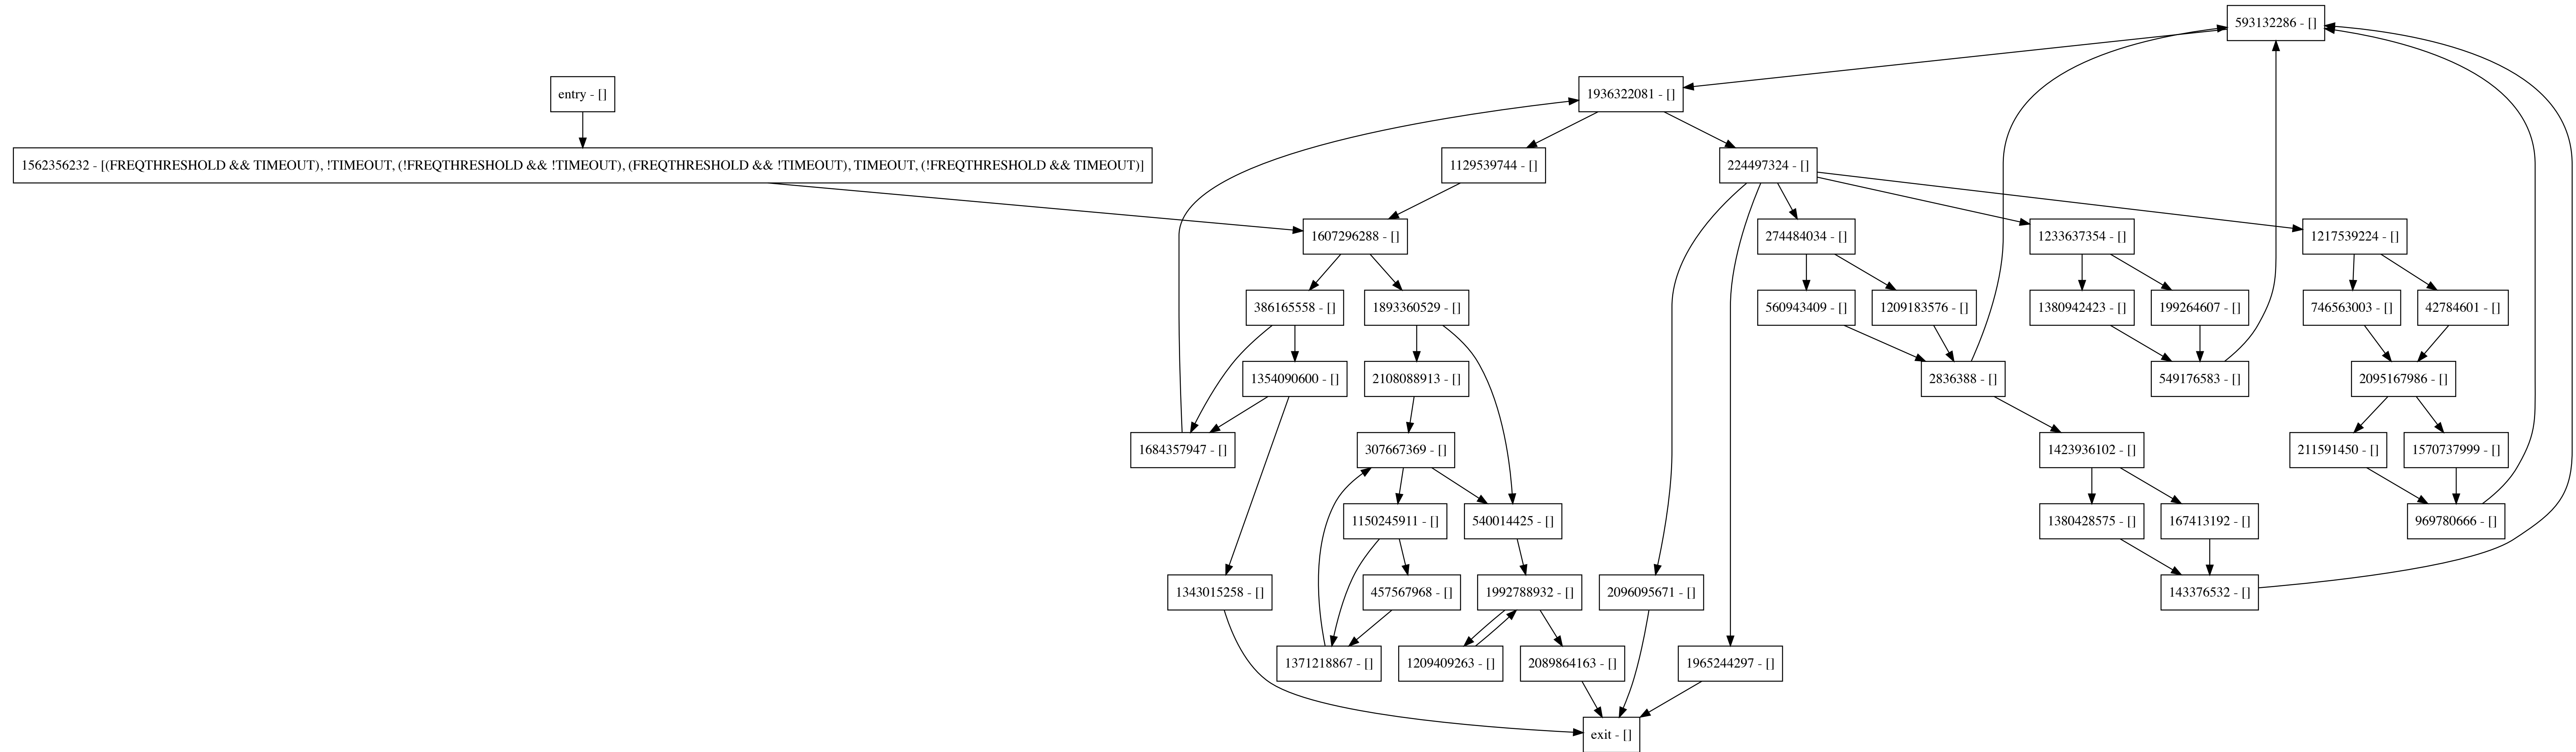 593132286 - []
entry - []
1936322081 - []
1562356232 - [(FREQTHRESHOLD && TIMEOUT), !TIMEOUT, (!FREQTHRESHOLD && !TIMEOUT), (FREQTHRESHOLD && !TIMEOUT), TIMEOUT, (!FREQTHRESHOLD && TIMEOUT)]
1129539744 - []
224497324 - []
1607296288 - []
274484034 - []
1233637354 - []
1217539224 - []
386165558 - []
1893360529 - []
560943409 - []
1209183576 - []
1380942423 - []
199264607 - []
746563003 - []
42784601 - []
1354090600 - []
2108088913 - []
2836388 - []
549176583 - []
2095167986 - []
1684357947 - []
307667369 - []
1423936102 - []
211591450 - []
1570737999 - []
1150245911 - []
540014425 - []
1380428575 - []
167413192 - []
969780666 - []
1343015258 - []
457567968 - []
1992788932 - []
2096095671 - []
143376532 - []
1371218867 - []
1209409263 - []
2089864163 - []
1965244297 - []
exit - []